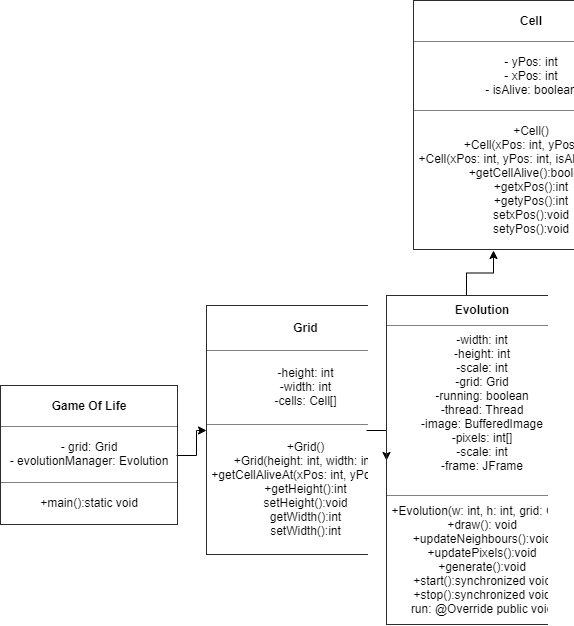 Cell
- yPos: int
- xPos: int
- isAlive: boolean
+Cell()
+Cell(xPos: int, yPos
+Cell(xPos: int, yPos: int, isAl
+getCellAlive():bool
+getxPos():int
+getyPos():int
setxPos():void
setyPos():void
Grid
-height: int
-width: int
-cells: Cell[]
+Grid()
+Grid(height: int, width: in
+getCellAliveAt(xPos: int, yPo
+getHeight():int
setHeight():void
getWidth():int
setWidth():int
Evolution
-width: int
-height: int
-scale: int
-grid: Grid
-running: boolean
-thread: Thread
-image: BufferedImage
-pixels: int[]
-scale: int
-frame: JFrame
+Evolution(w: int, h: int, grid: G
+draw(): void
+updateNeighbours():void
+updatePixels():void
+generate():void
+start():synchronized void
+stop():synchronized void
run: @Override public void
Game Of Life
- grid: Grid
- evolutionManager: Evolution
+main():static void